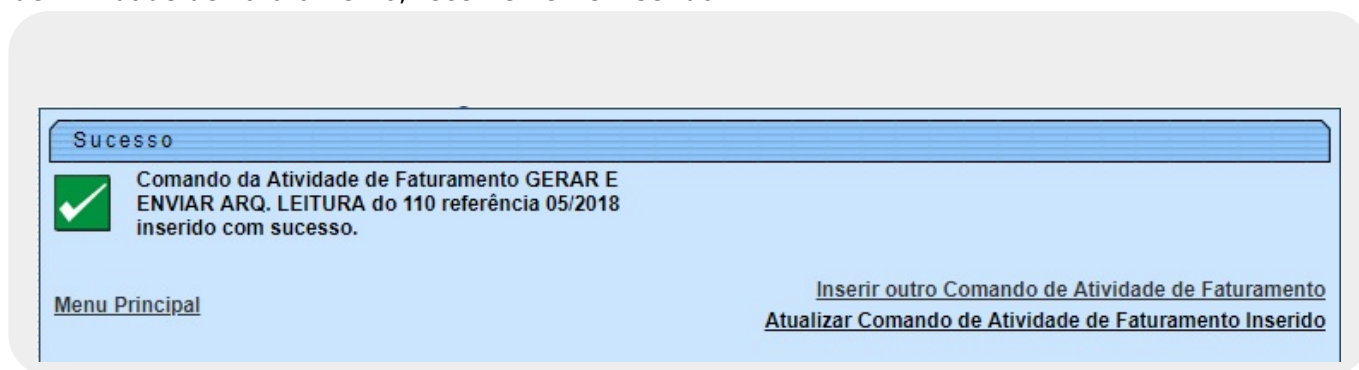 Sucesso
Comando da Atividade de Faturamento GERAR E
ENVIAR ARQ. LEITURA do 110 referência 05/2018
inserido com sucesso.
Inserir outro Comando de Atividade de Faturamento
Menu Principal
Atualizar Comando de Atividade de Faturamento Inserido